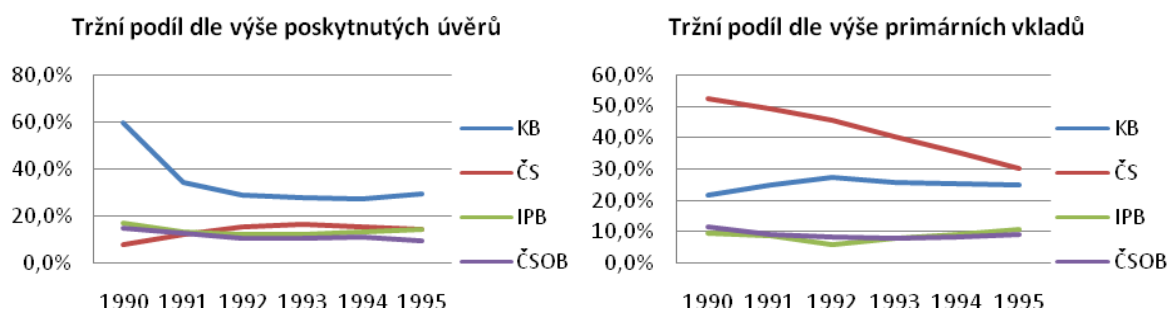 Tržní podíl dle výše poskytnutých úvěrů
80,0%
60,0%
40,0%
20,0%
0,0%
1990 1991 1992 1993 1994 1995
KB
ČS
IPB
ČSOB
Tržní podíl dle výše primárních vkladů
60,0%
50,0%
40,0%
30,0%
20,0%
10,0%
0,0%
1990 1991 1992 1993 1994 1995
KB
ČS
IPB
ČSOB